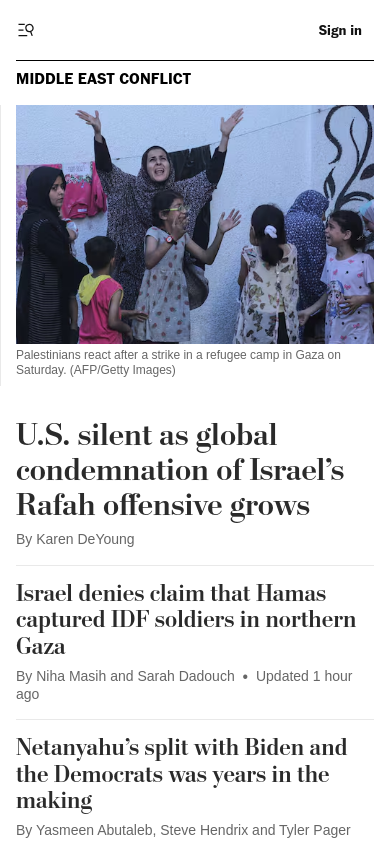 Sign in
MIDDLE EAST CONFLICT
Palestinians react after a strike in a refugee camp in Gaza on
Saturday. (AFP/Getty Images)
U.S. silent as global
condemnation of Israel’s
Rafah offensive grows
By Karen DeYoung
Israel denies claim that Hamas
captured IDF soldiers in northern
Gaza
By Niha Masih and Sarah Dadouch • Updated 1 hour
ago
Netanyahu’s split with Biden and
the Democrats was years in the
making
By Yasmeen Abutaleb, Steve Hendrix and Tyler Pager